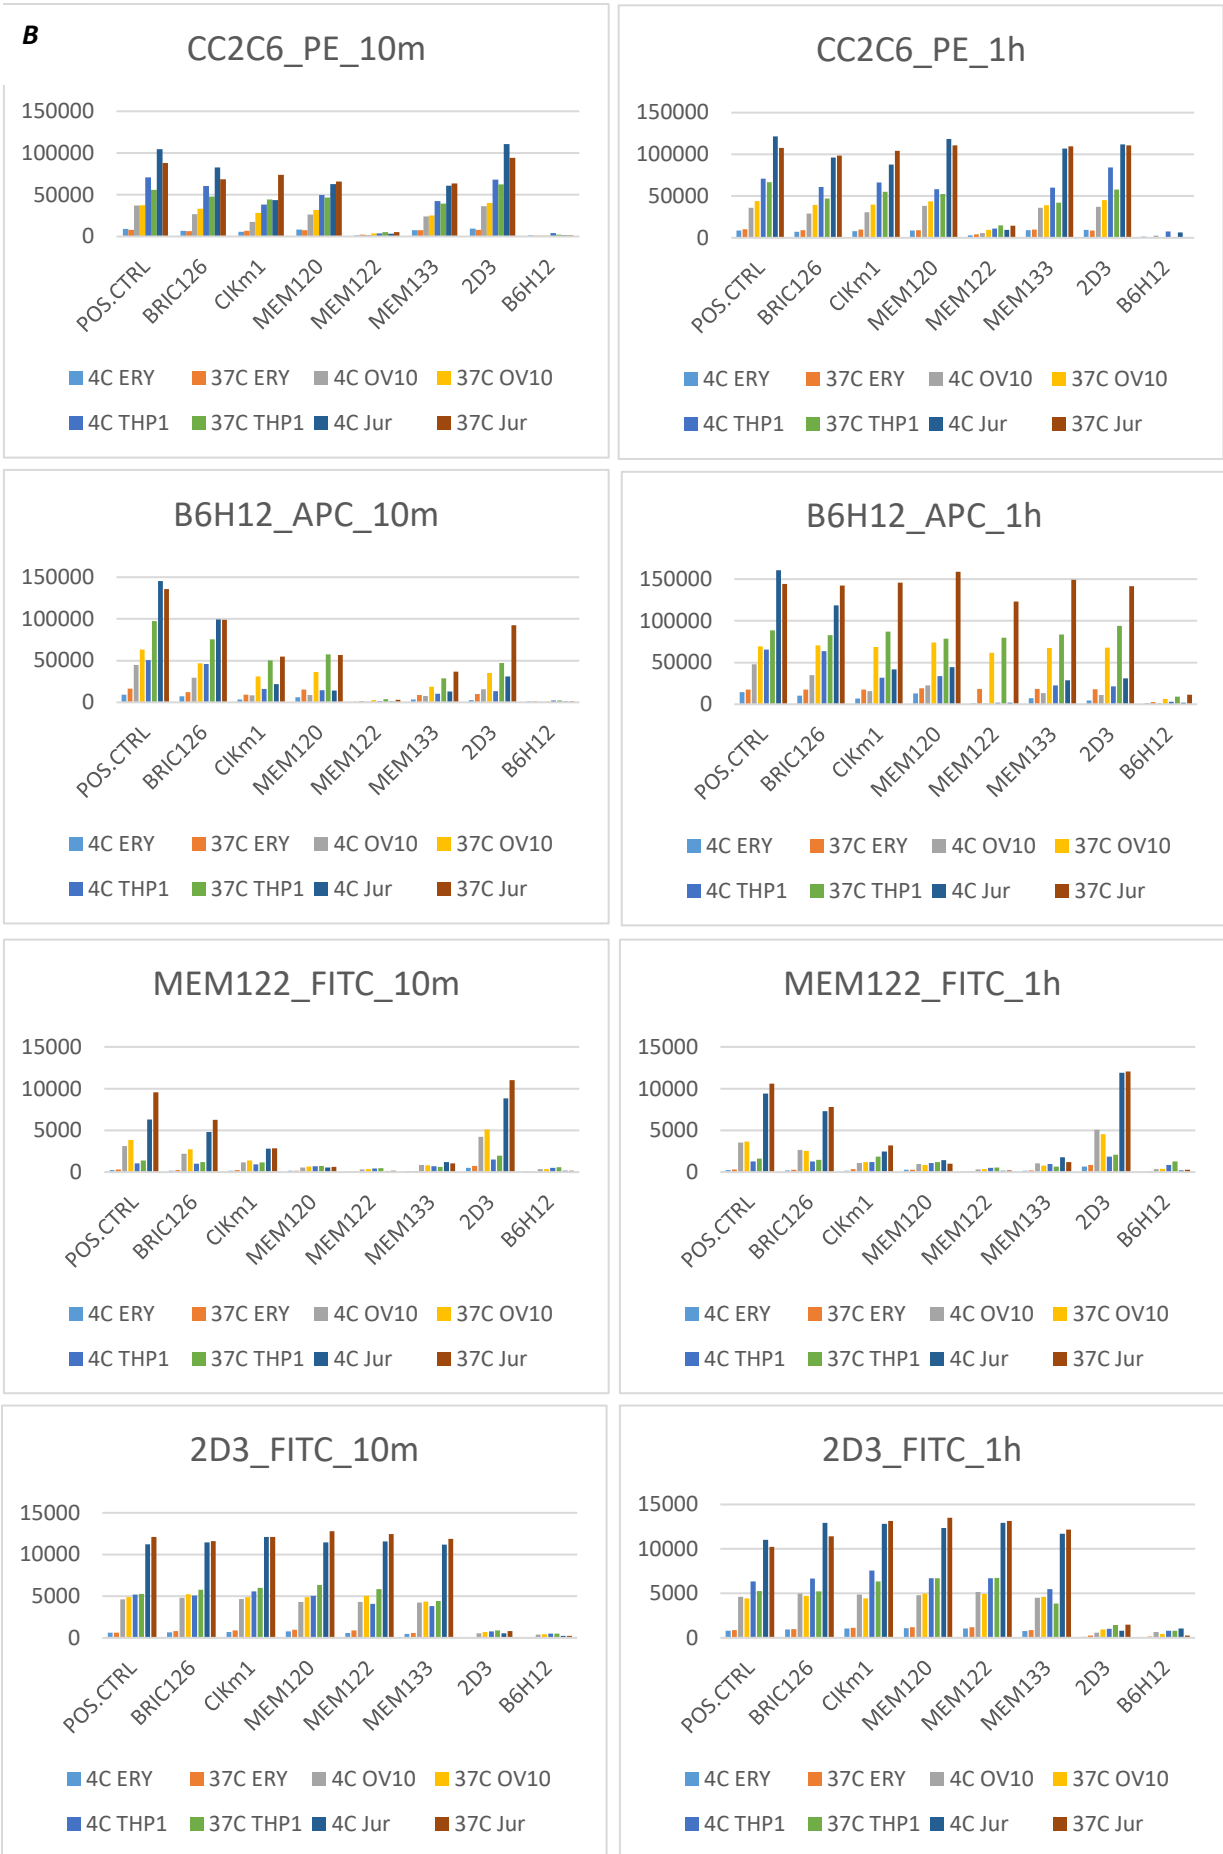 B
CC2C6_PE_10m
150000
100000
50000
0
POS.CTRL BRIC126 CIKm1 MEM120 MEM122 MEM133 2D3 B6H12
4C ERY 37C ERY 4C OV10 37C OV10
4C THP1 37C THP1 4C Jur 37C Jur
CC2C6_PE_1h
150000
100000
50000
0
POS.CTRL BRIC126 CIKm1 MEM120 MEM122 MEM133 2D3 B6H12
4C ERY 37C ERY 4C OV10 37C OV10
4C THP1 37C THP1 4C Jur 37C Jur
B6H12_APC_10m
150000
100000
50000
0
POS.CTRL BRIC126 CIKm1 MEM120 MEM122 MEM133 2D3 B6H12
4C ERY 37C ERY 4C OV10 37C OV10
4C THP1 37C THP1 4C Jur 37C Jur
B6H12_APC_1h
150000
100000
50000
0
POS.CTRL BRIC126 CIKm1 MEM120 MEM122 MEM133 2D3 B6H12
4C ERY 37C ERY 4C OV10 37C OV10
4C THP1 37C THP1 4C Jur 37C Jur
MEM122_FITC_10m
15000
10000
5000
0
POS.CTRL BRIC126 CIKm1 MEM120 MEM122 MEM133 2D3 B6H12
4C ERY 37C ERY 4C OV10 37C OV10
4C THP1 37C THP1 4C Jur 37C Jur
MEM122_FITC_1h
15000
10000
5000
0
POS.CTRL BRIC126 CIKm1 MEM120 MEM122 MEM133 2D3 B6H12
4C ERY 37C ERY 4C OV10 37C OV10
4C THP1 37C THP1 4C Jur 37C Jur
2D3_FITC_10m
15000
10000
5000
0
POS.CTRL BRIC126 CIKm1 MEM120 MEM122 MEM133 2D3 B6H12
4C ERY 37C ERY 4C OV10 37C OV10
4C THP1 37C THP1 4C Jur 37C Jur
2D3_FITC_1h
15000
10000
5000
0
POS.CTRL BRIC126 CIKm1 MEM120 MEM122 MEM133 2D3 B6H12
4C ERY 37C ERY 4C OV10 37C OV10
4C THP1 37C THP1 4C Jur 37C Jur